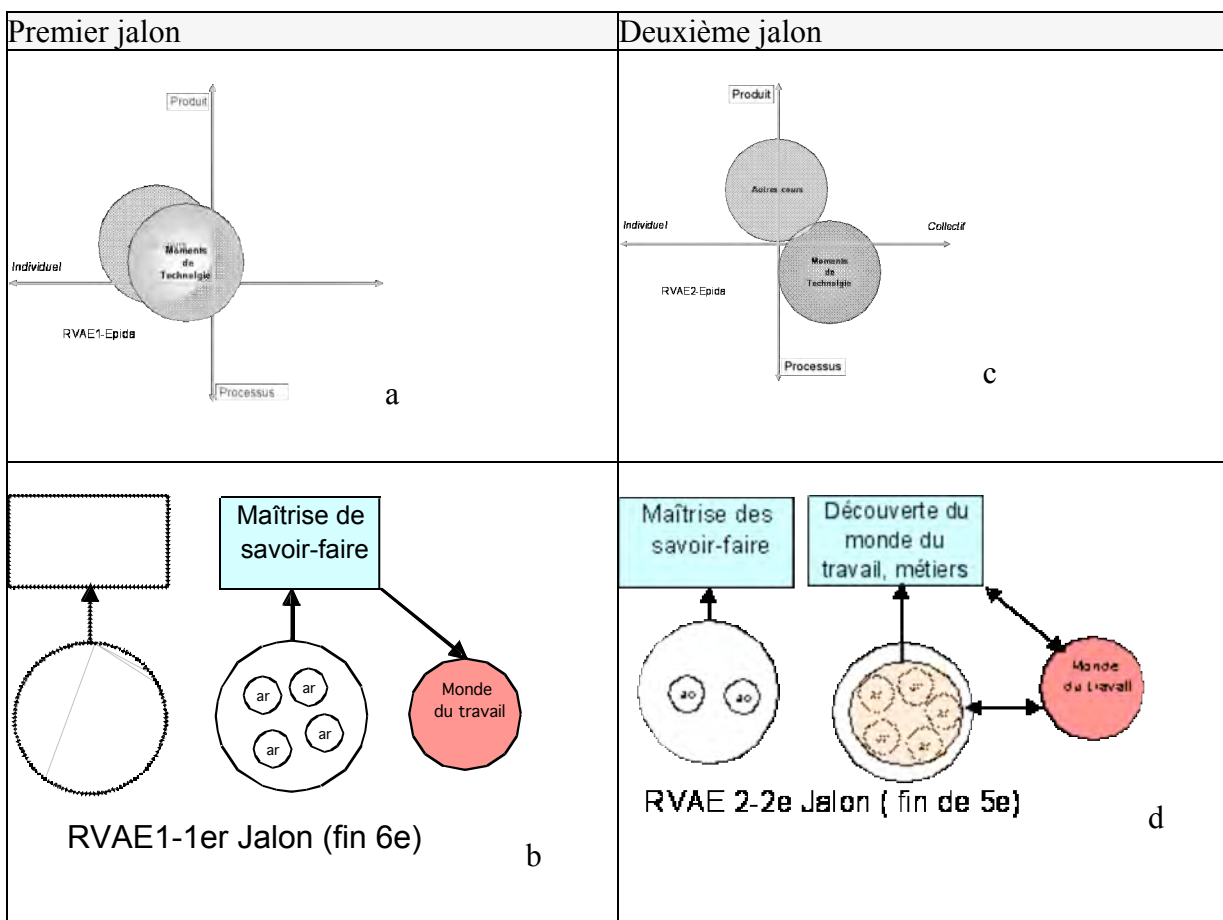 Premier jalon
Deuxième jalon
Produit
Moments
de
Technolgie
Individuel
RVAE1-Epida
Processus
a
Produit
Autres cours
Individuel
Collectif
Moments
de
Technolgie
RVAE2-Epida
Processus
c
Maîtrise de
savoir-faire
ar
ar
ar
ar
Monde
du travail
RVAE1-1er Jalon (fin 6e)
b
Maîtrise des
savoir-faire
Découverte du
monde du
travail, métiers
ao
ao
Monde
du travail
RVAE 2-2e Jalon ( fin de 5e)
d